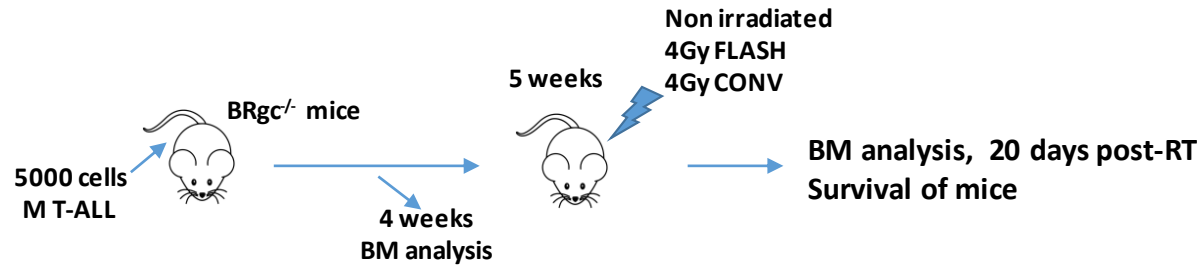 5000 cells
M T-ALL
BRgc-/- mice
4 weeks
BM analysis
5 weeks
Non irradiated
4Gy FLASH
4Gy CONV
BM analysis, 20 days post-RT
Survival of mice